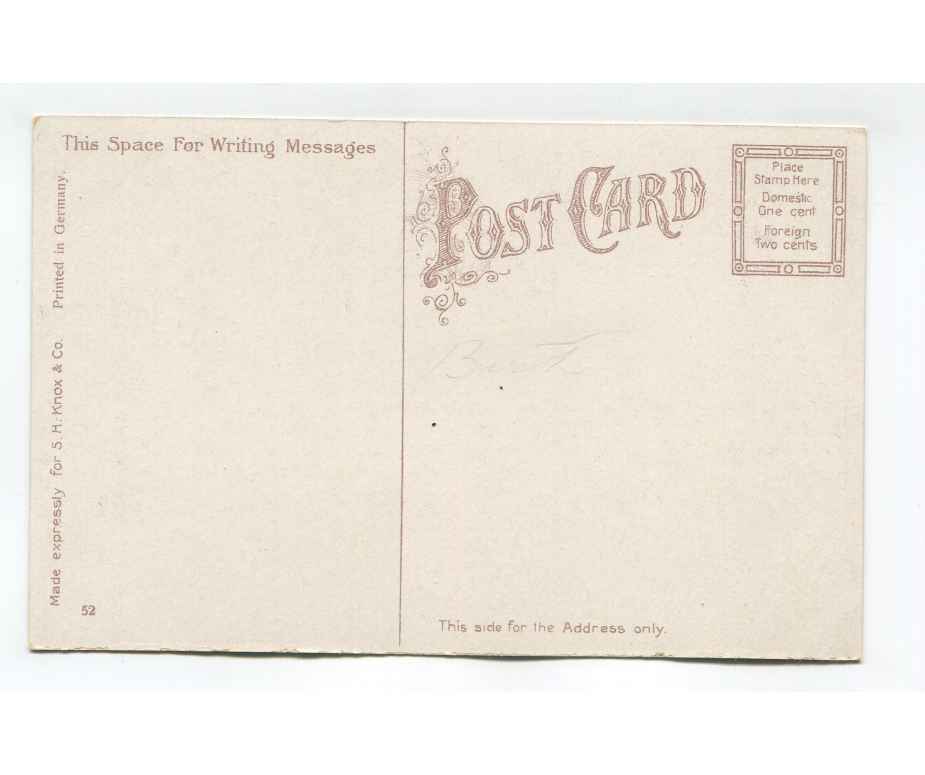 This Space For Writing Messages
POST CARD
Place
Stamp Here
Domestic
One cent
Foreign
Two cents
Made expressly for S. H. Knox & Co. Printed in Germany.
52
This side for the Address only.